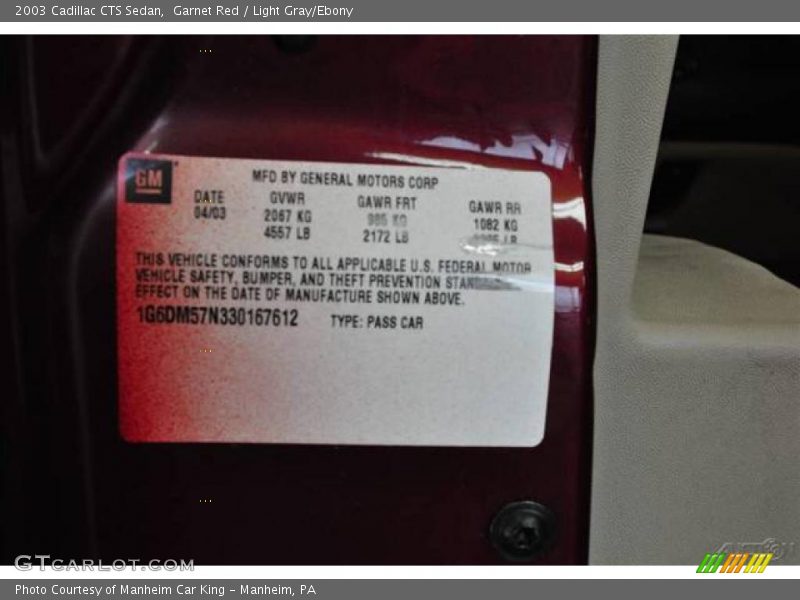 2003 Cadillac CTS Sedan,  Garnet Red / Light Gray/Ebony
GM
MFD BY GENERAL MOTORS CORP
DATE GVWR GAWR FRT GAWR RR
04/03 2067 KG 985 KG 1082 KG
4557 LB 2172 LB LB
THIS VEHICLE CONFORMS TO ALL APPLICABLE U.S. FEDERAL MOTOR
VEHICLE SAFETY, BUMPER, AND THEFT PREVENTION
EFFECT ON THE DATE OF MANUFACTURE SHOWN ABOVE.
1G6DM57N330167612 TYPE: PASS CAR
GTCARLOT.COM
Photo Courtesy of Manheim Car King - Manheim, PA